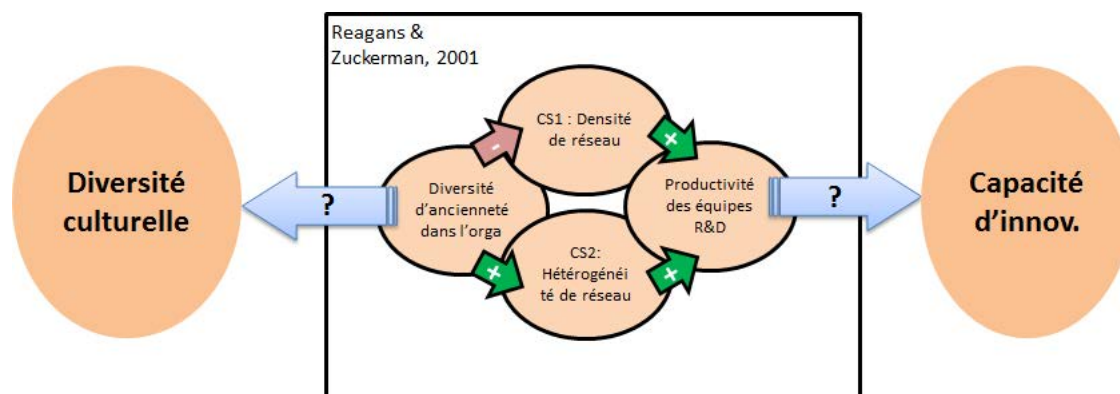 Reagans &
Zuckerman, 2001
Diversité
culturelle
?
Diversité
d'ancienneté
dans l'orga
-
+
CS1 : Densité
de réseau
CS2:
Hétérogénéi
té de réseau
+
+
Productivité
des équipes
R&D
?
Capacité
d'innov.